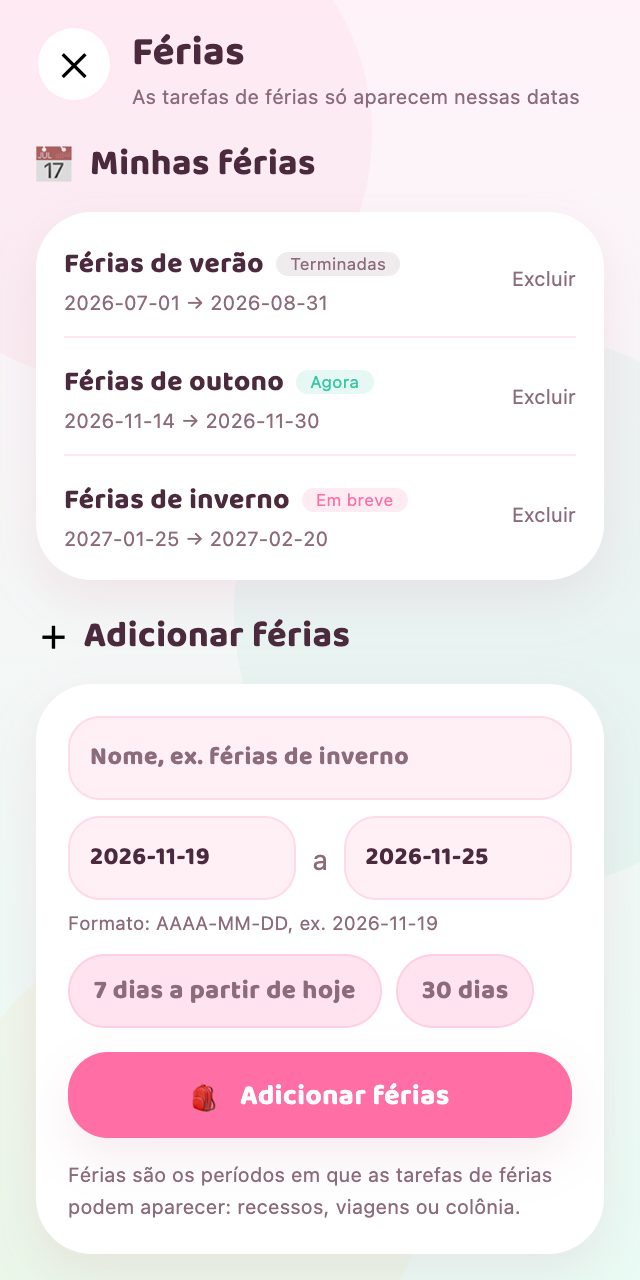 Férias
As tarefas de férias só aparecem nessas datas
JUL
17
Minhas férias
Férias de verão
Terminadas
2026-07-01 → 2026-08-31
Excluir
Férias de outono
Agora
2026-11-14 → 2026-11-30
Excluir
Férias de inverno
Em breve
2027-01-25 → 2027-02-20
Excluir
+ Adicionar férias
Nome, ex. férias de inverno
2026-11-19 a 2026-11-25
Formato: AAAA-MM-DD, ex. 2026-11-19
7 dias a partir de hoje
30 dias
Adicionar férias
Férias são os períodos em que as tarefas de férias
podem aparecer: recessos, viagens ou colônia.